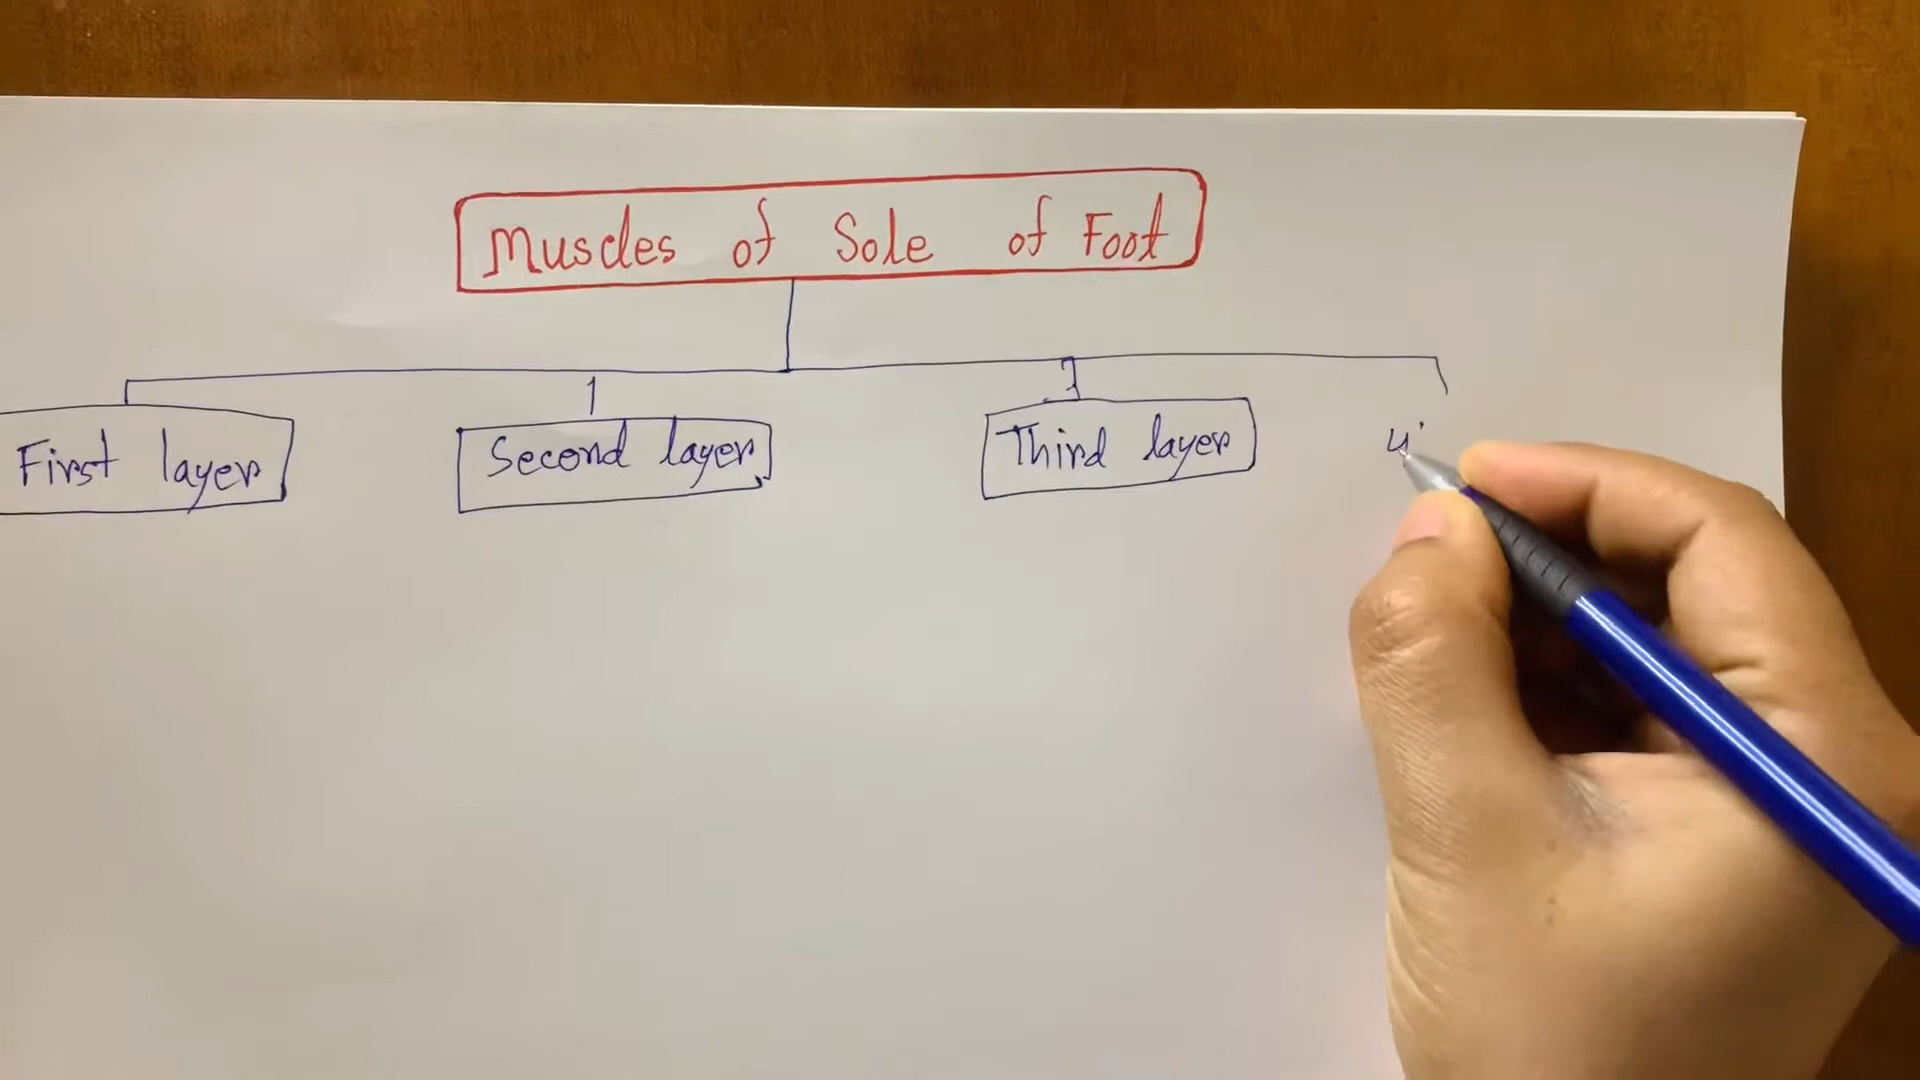 Muscles of Sole of Foot
First layer
Second layer
Third layer